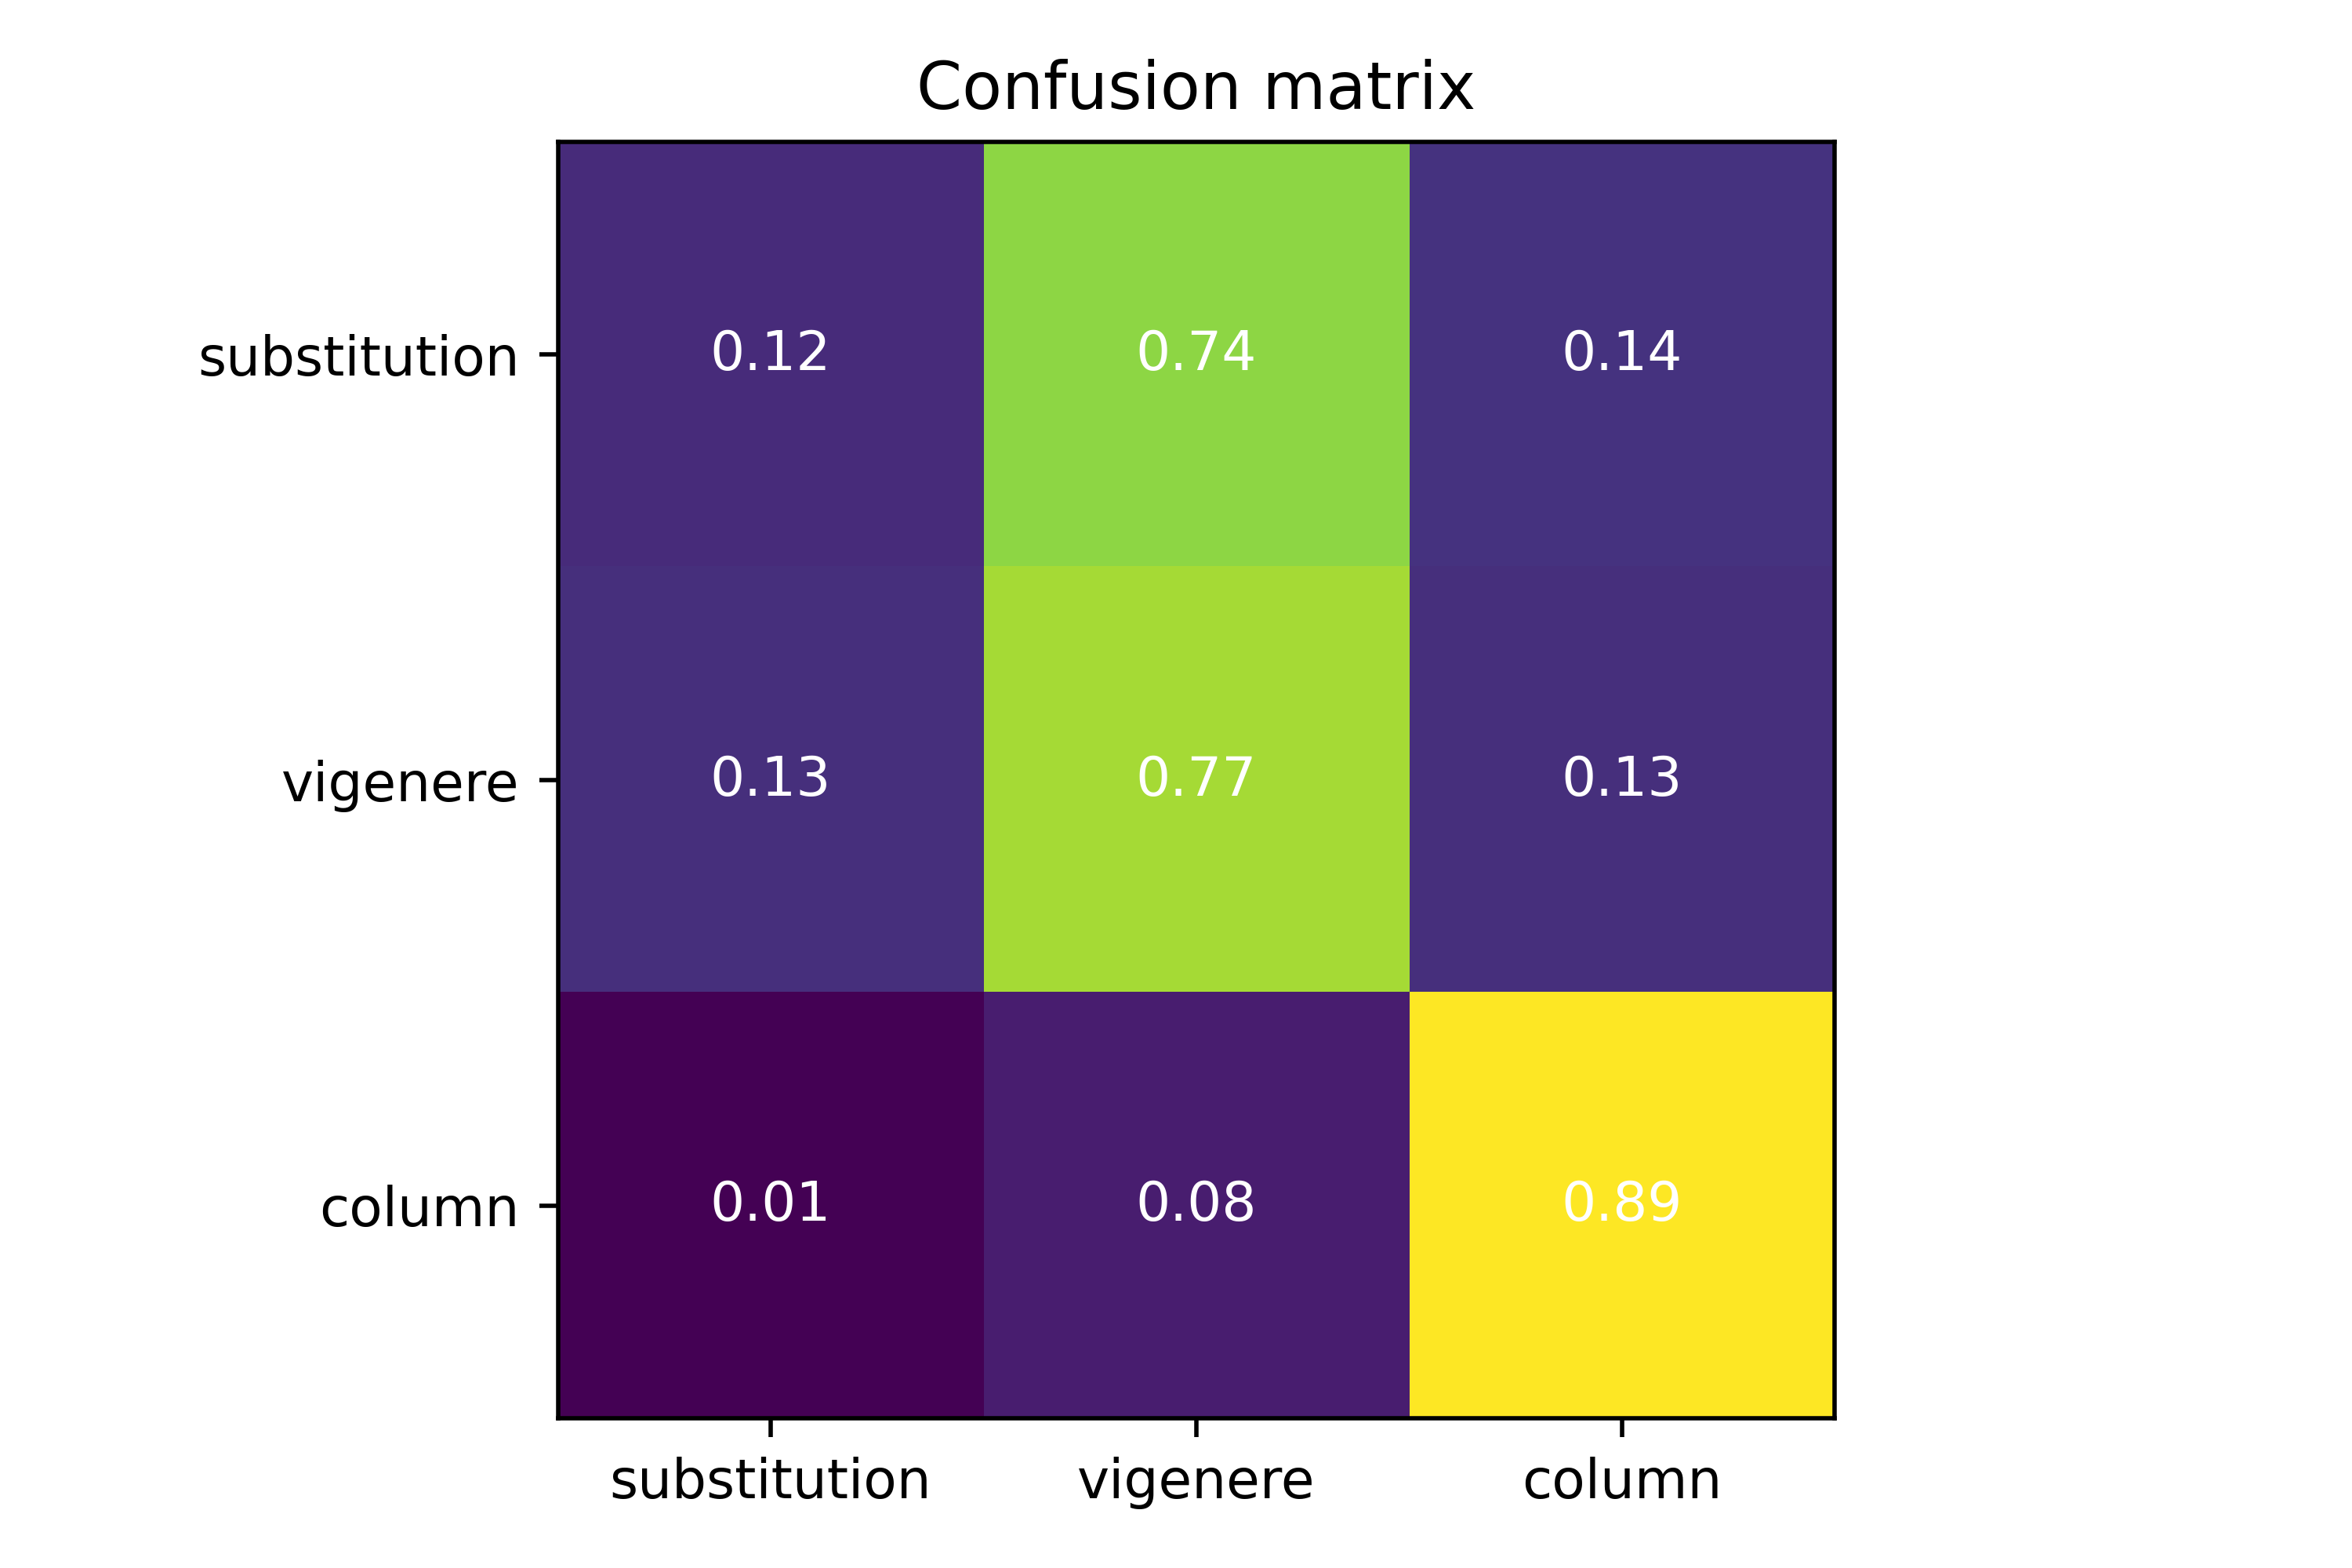 Confusion matrix
substitution 0.12 0.74 0.14
vigenere 0.13 0.77 0.13
column 0.01 0.08 0.89
substitution vigenere column